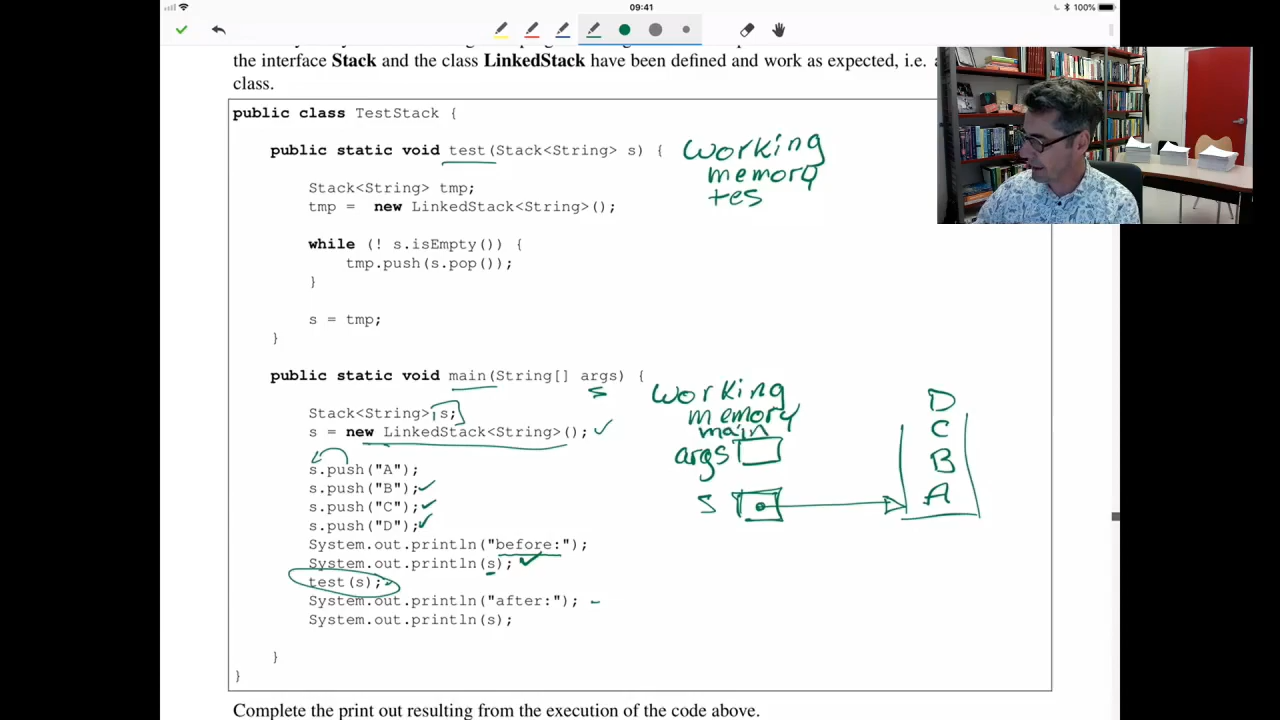 09:41
100%
the interface Stack and the class LinkedStack have been defined and work as expected, i.e.
class.
public class TestStack {
public static void test(Stack<String> s) {
Stack<String> tmp;
tmp = new LinkedStack<String>();
while (! s.isEmpty()) {
tmp.push(s.pop());
}
s = tmp;
}
working
memory
tes
public static void main(String[] args) {
s
Stack<String> s;
s = new LinkedStack<String>();
s.push("A");
s.push("B");
s.push("C");
s.push("D");
System.out.println("before:");
System.out.println(s);
test(s);
System.out.println("after:");
System.out.println(s);
}
}
working
memory
main
args
s
D
C
B
A
Complete the print out resulting from the execution of the code above.